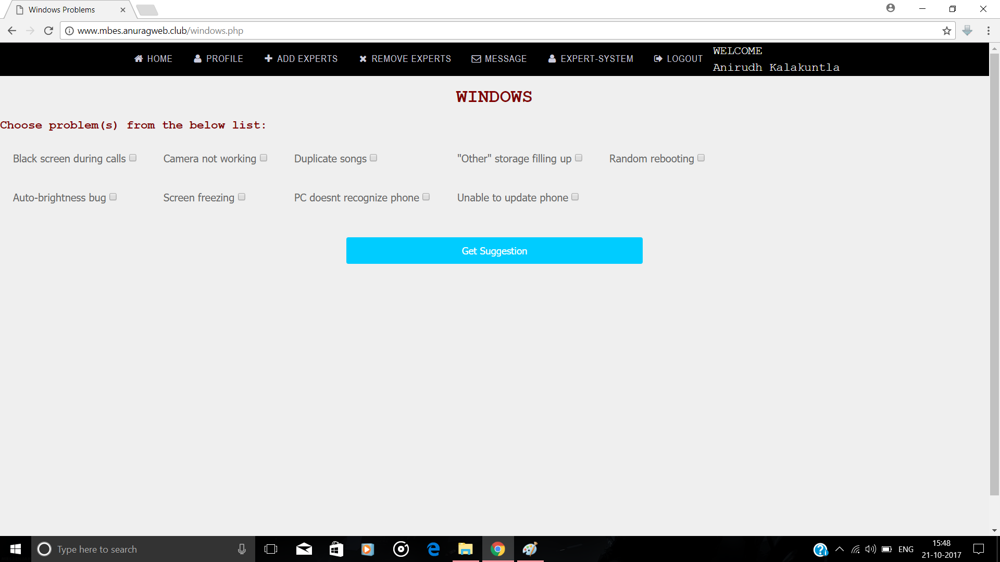 Windows Problems
www.mbes.anuragweb.club/windows.php
HOME PROFILE ADD EXPERTS REMOVE EXPERTS MESSAGE EXPERT-SYSTEM LOGOUT WELCOME
Anirudh Kalakuntla
WINDOWS
Choose problem(s) from the below list:
Black screen during calls Camera not working Duplicate songs "Other" storage filling up Random rebooting
Auto-brightness bug Screen freezing PC doesnt recognize phone Unable to update phone
Get Suggestion
Type here to search
ENG
15:48
21-10-2017